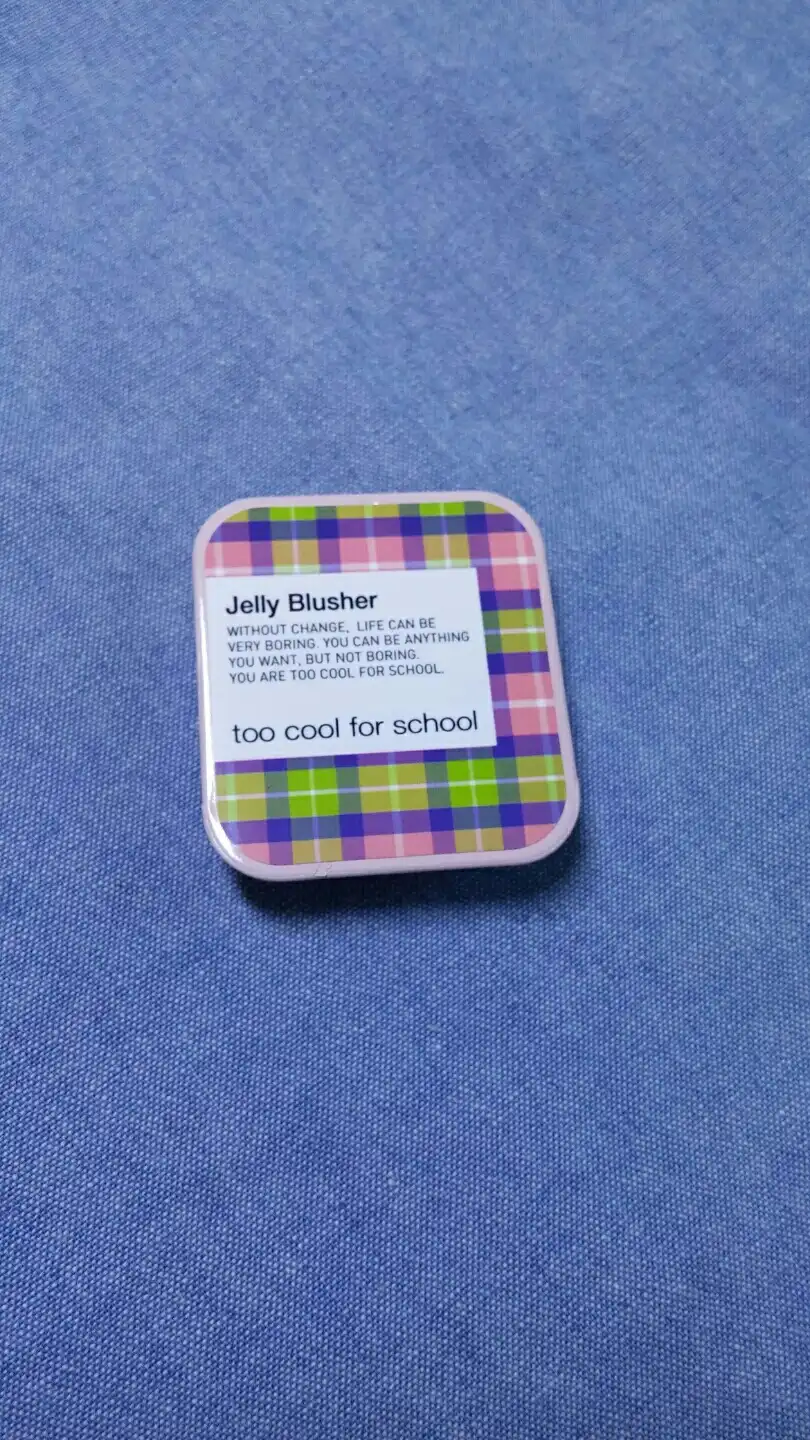 Jelly Blusher
WITHOUT CHANGE, LIFE CAN BE
VERY BORING. YOU CAN BE ANYTHING
YOU WANT, BUT NOT BORING.
YOU ARE TOO COOL FOR SCHOOL.
too cool for school